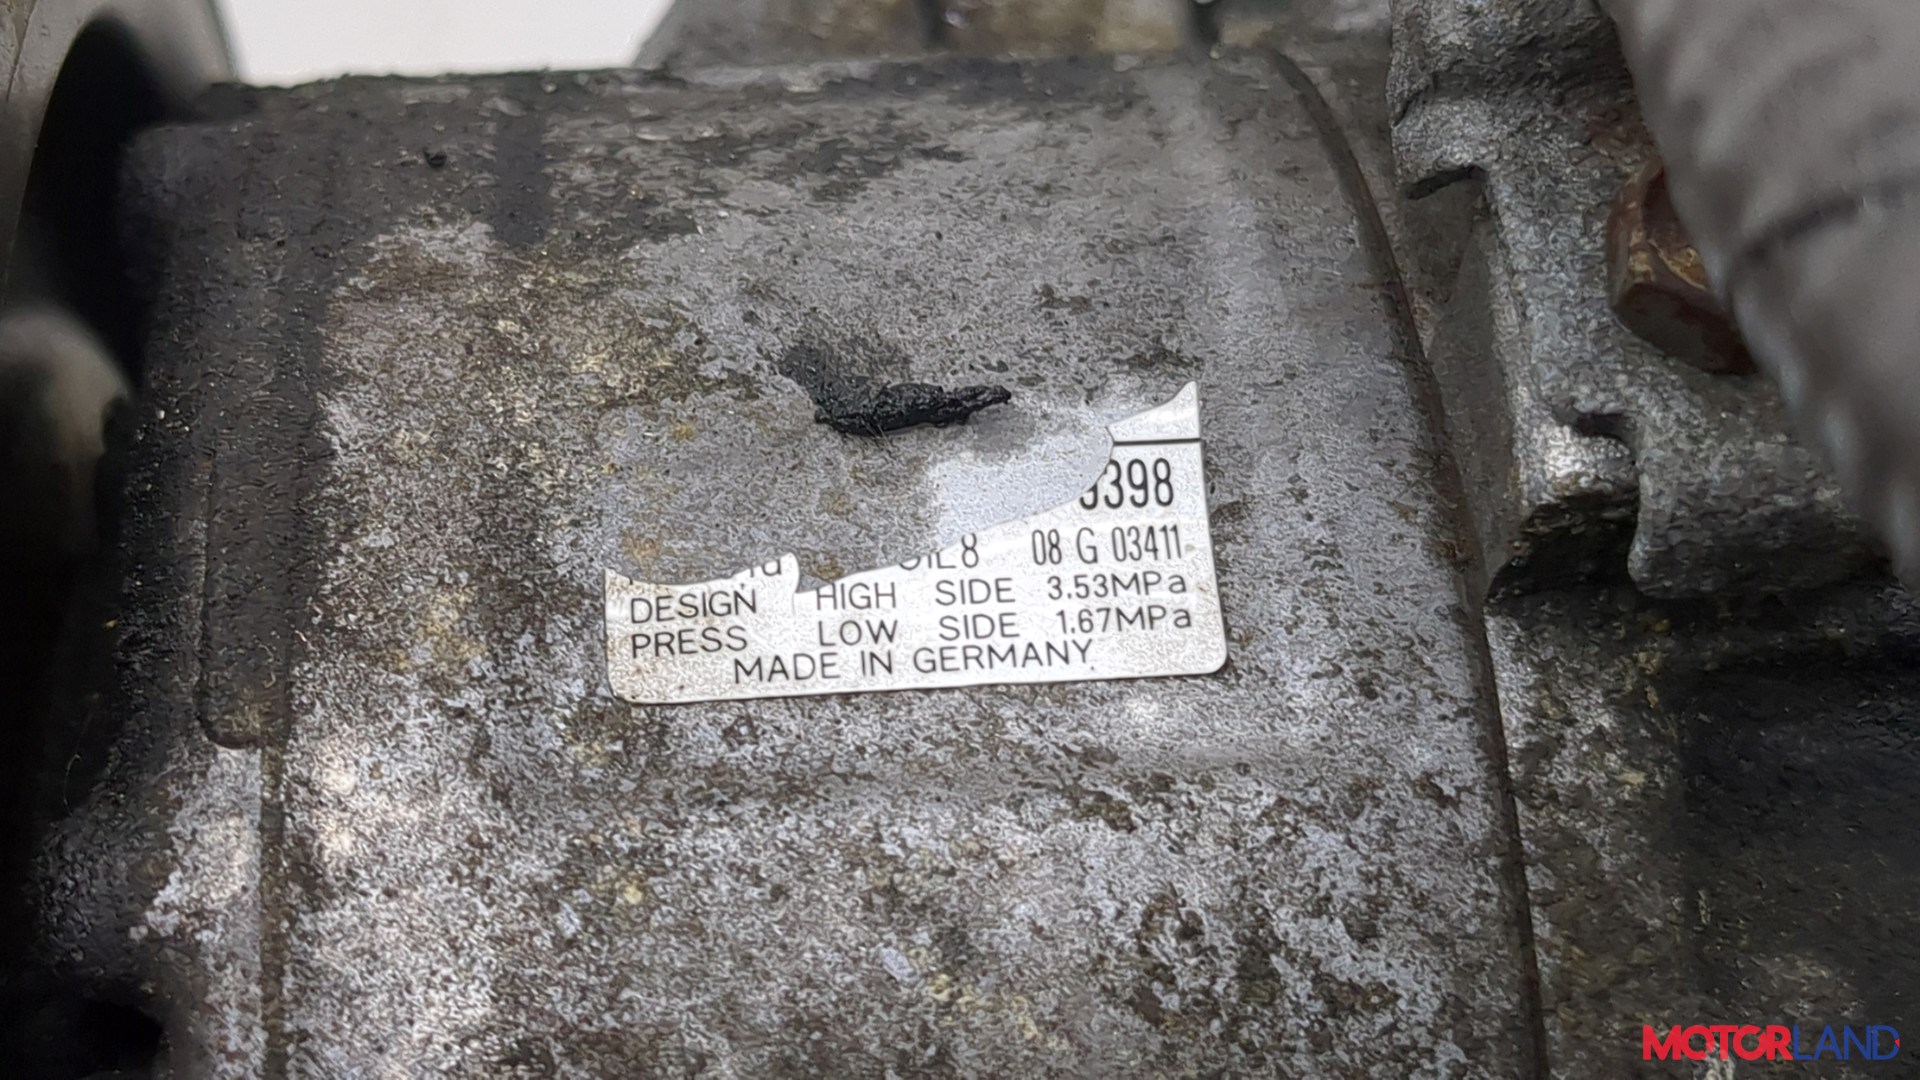 398
08 G 03411
DESIGN HIGH SIDE 3.53MPa
PRESS LOW SIDE 1.67MPa
MADE IN GERMANY
MOTORLAND